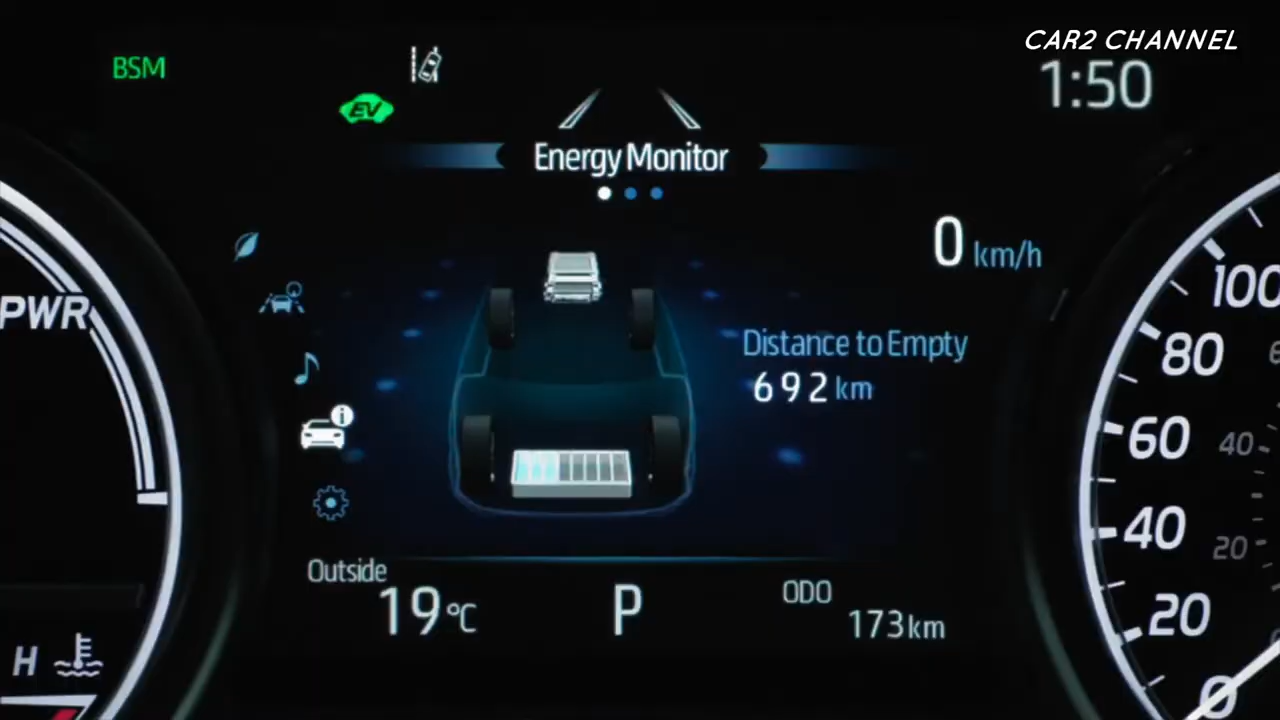 CAR2 CHANNEL
BSM
1:50
EV
Energy Monitor
0 km/h
PWR
100
80
Distance to Empty
692 km
60
40
40
20
Outside
19°C
P
ODO
173 km
20
H
0